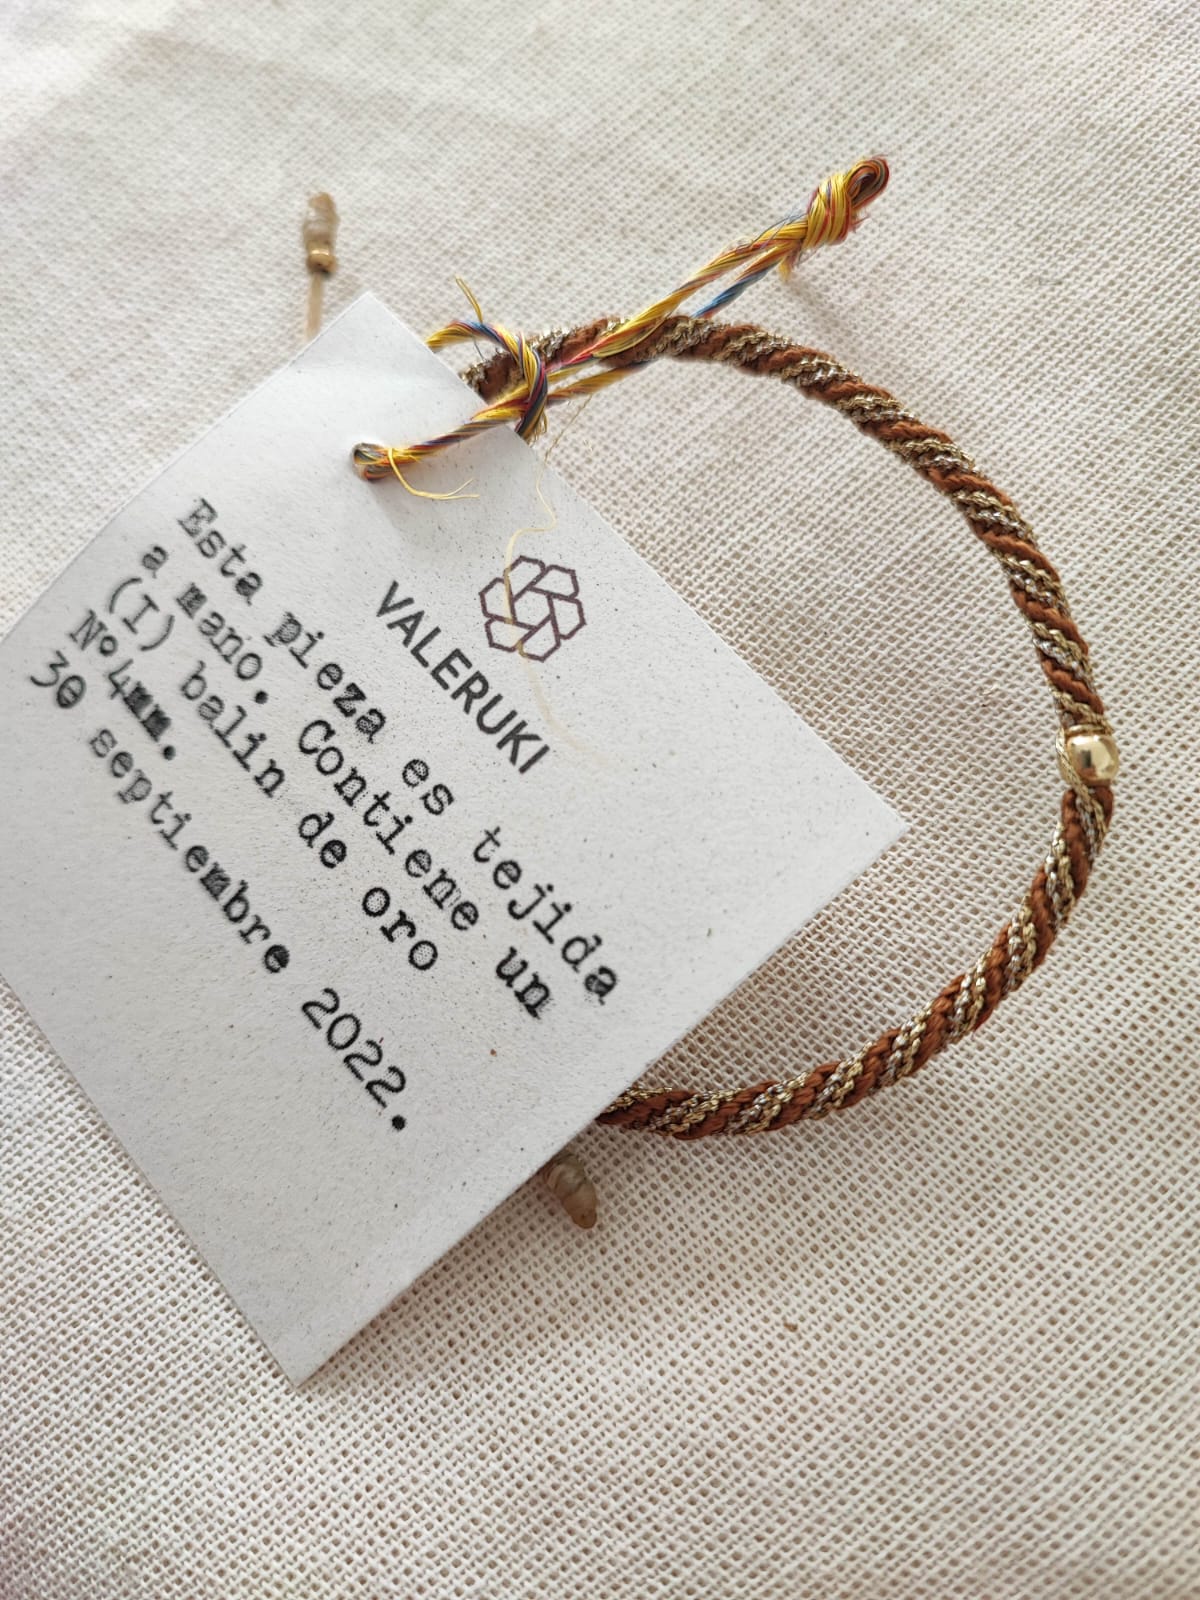 VALERUKI
Esta pieza es tejida
a mano. Contiene un
(I) balin de oro
Nº4mm.
30 septiembre 2022.